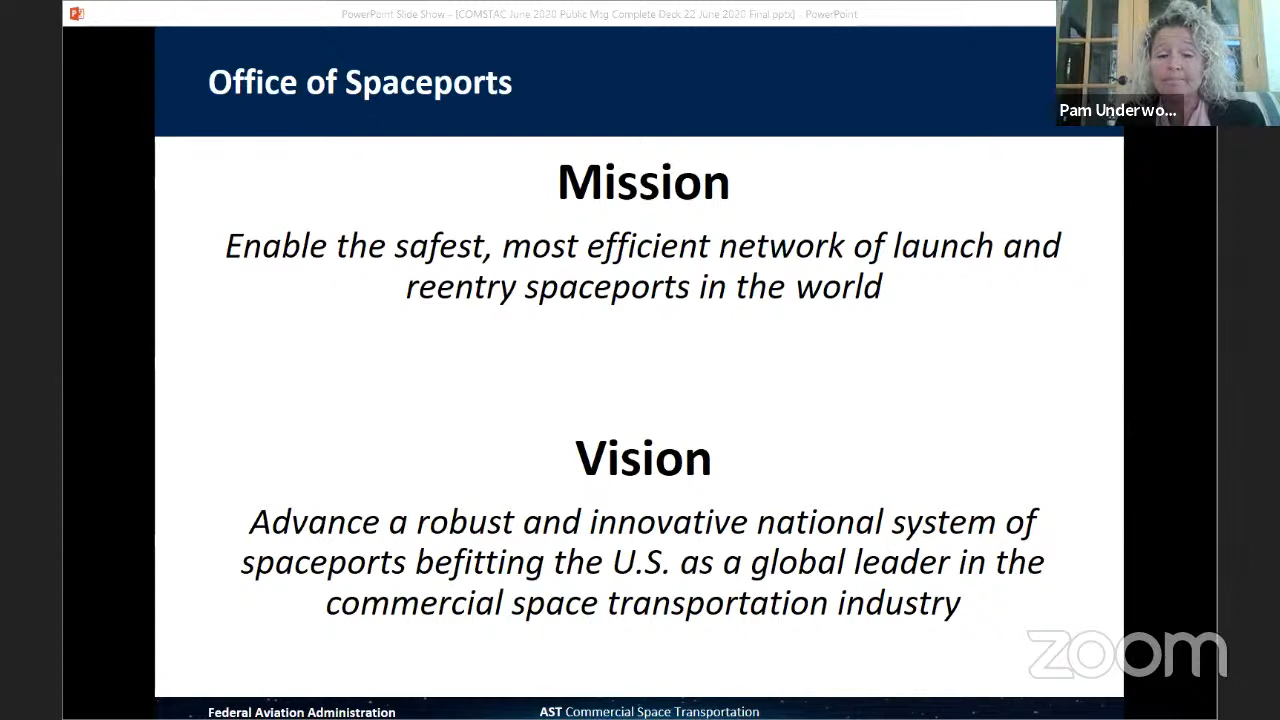 PowerPoint Slide Show - [COMSTAC June 2020 Public Mtg Complete Deck 22 June 2020 Final.pptx] - PowerPoint
Office of Spaceports
Pam Underwo...
Mission
Enable the safest, most efficient network of launch and
reentry spaceports in the world
Vision
Advance a robust and innovative national system of
spaceports befitting the U.S. as a global leader in the
commercial space transportation industry
zoom
Federal Aviation Administration
AST Commercial Space Transportation